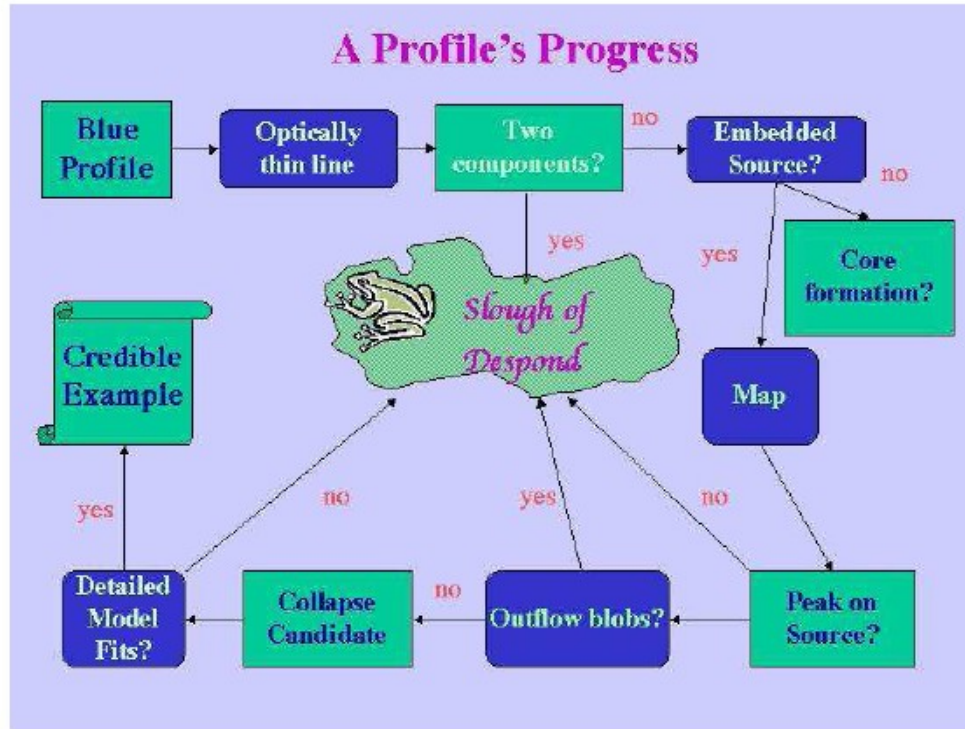 A Profile's Progress
Blue
Profile
Optically
thin line
Two
components?
no
Embedded
Source?
no
yes
yes
Core
formation?
Slough of
Despond
Credible
Example
Map
no
yes
no
yes
Detailed
Model
Fits?
Collapse
Candidate
no
Outflow blobs?
Peak on
Source?